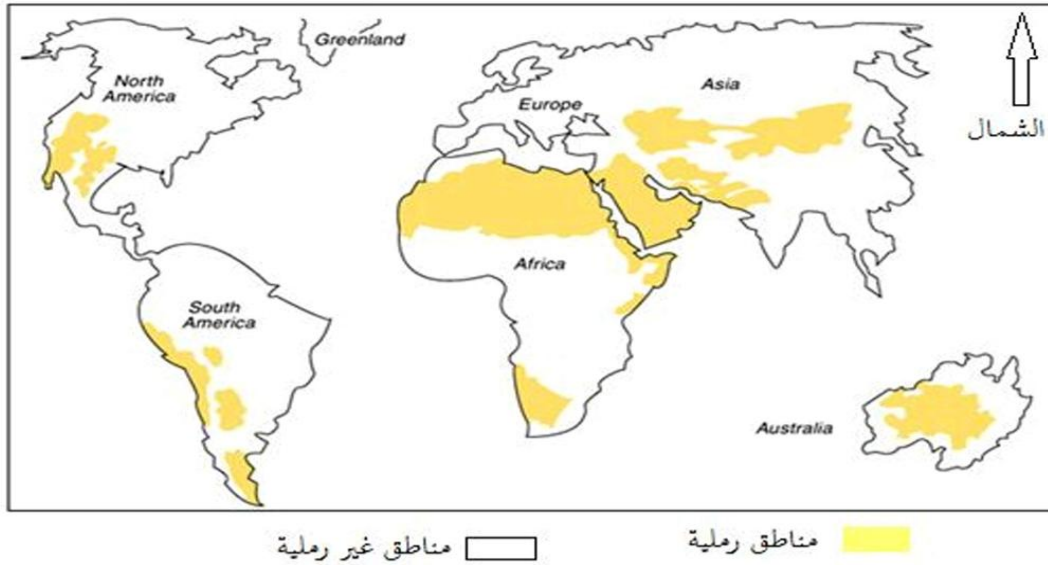 Greenland
North
America
Europe
Asia
الشمال
Africa
South
America
Australia
مناطق رملية
مناطق غير رملية